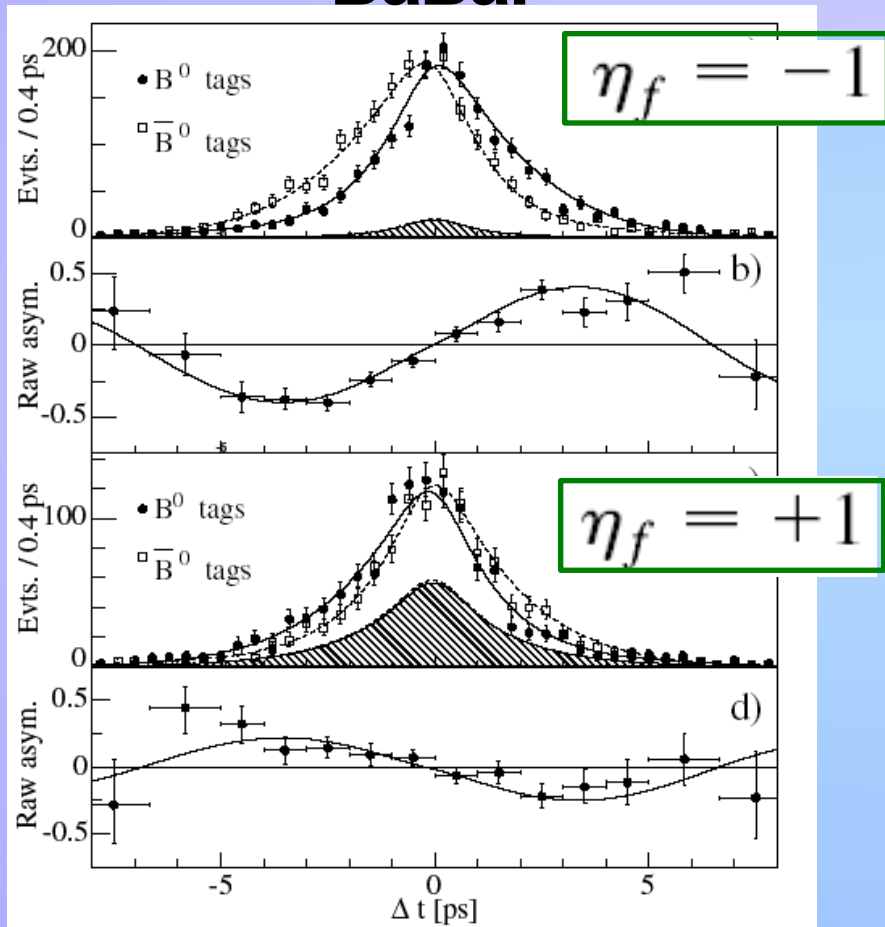 BaBar
200
B⁰ tags
B̅⁰ tags
η_f = −1
Evts. / 0.4 ps
0
b)
0.5
0
-0.5
Raw asym.
100
B⁰ tags
B̅⁰ tags
η_f = +1
Evts. / 0.4 ps
0
d)
0.5
0
-0.5
Raw asym.
-5
0
5
Δ t [ps]